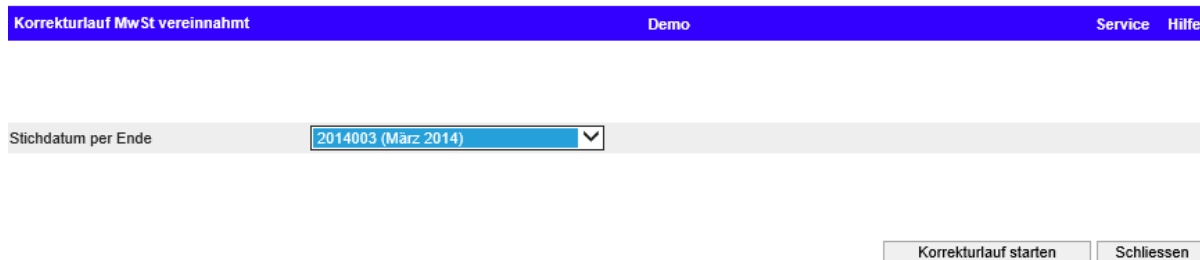 Korrekturlauf MwSt vereinnahmt Demo Service Hilfe
Stichdatum per Ende 2014003 (März 2014)
Korrekturlauf starten Schliessen